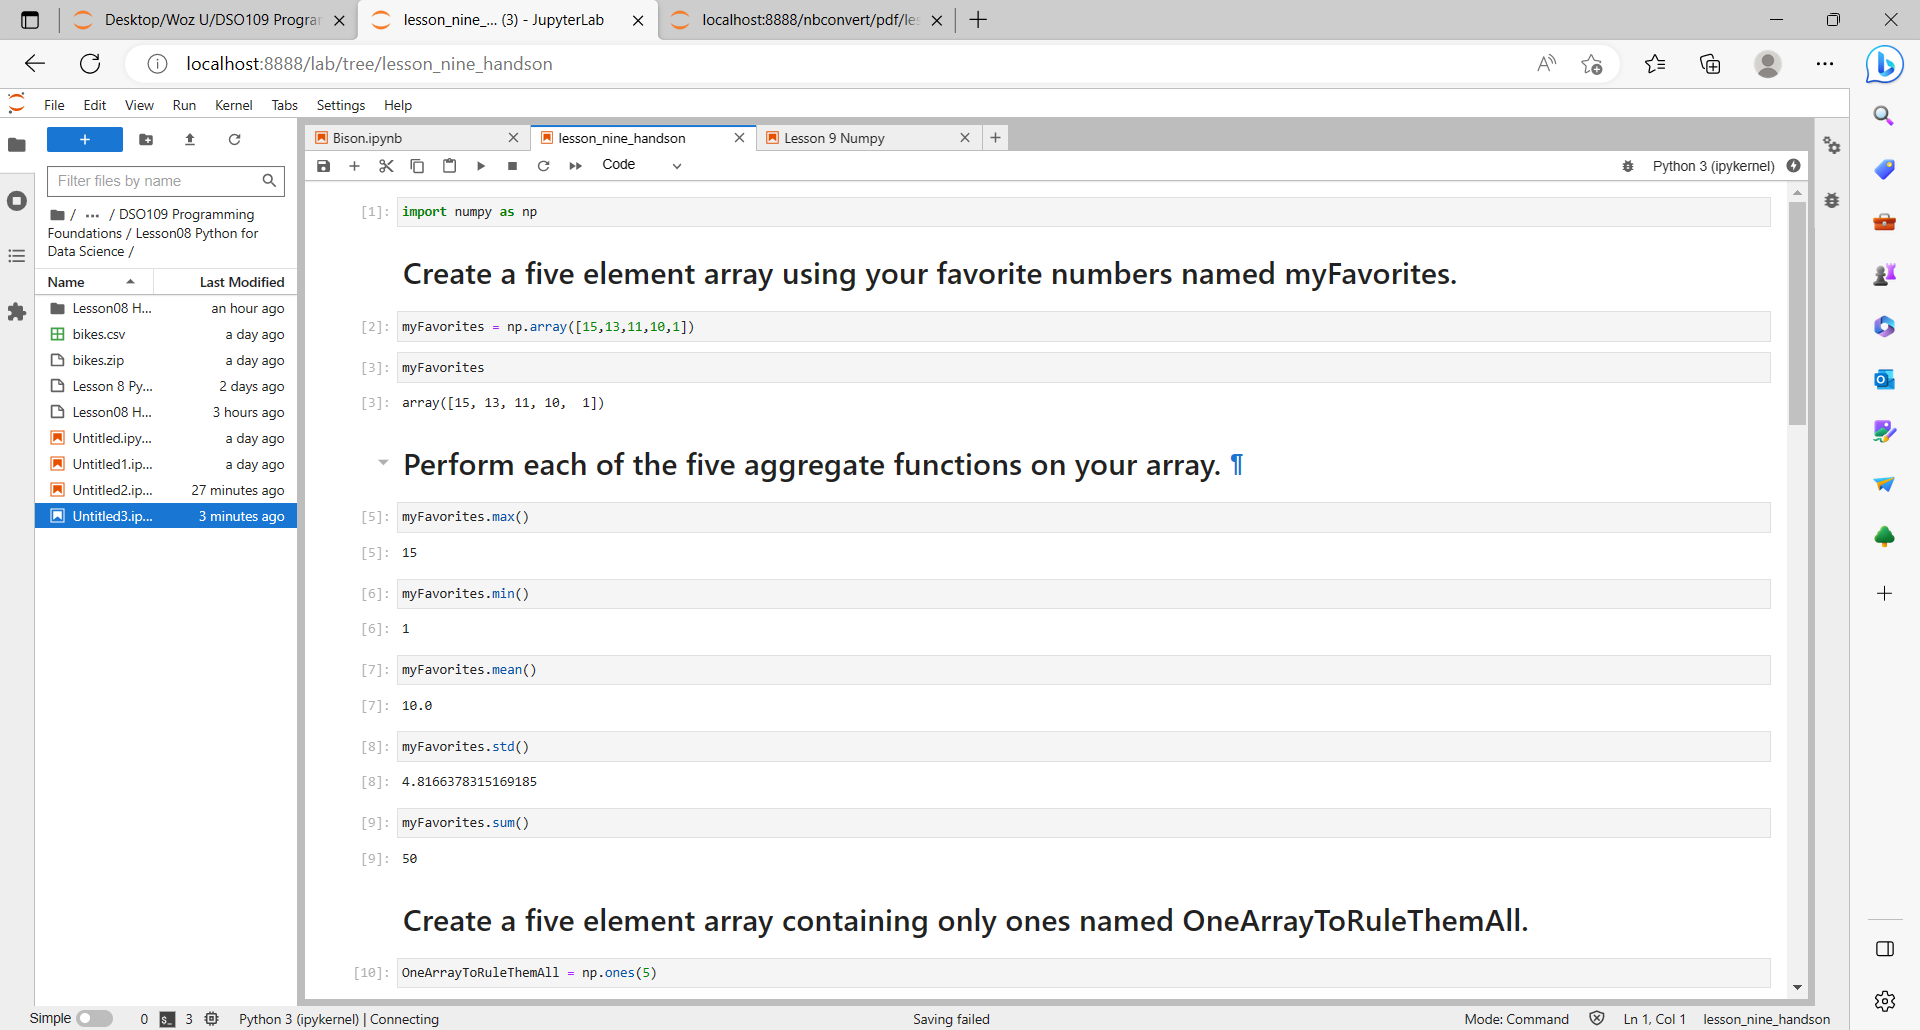 Desktop/Woz U/DSO109 Progra
lesson_nine_... (3) - JupyterLab
localhost:8888/nbconvert/pdf/le
localhost:8888/lab/tree/lesson_nine_handson
File Edit View Run Kernel Tabs Settings Help
Filter files by name
/ ... / DSO109 Programming
Foundations / Lesson08 Python for
Data Science /
Name Last Modified
Lesson08 H... an hour ago
bikes.csv a day ago
bikes.zip a day ago
Lesson 8 Py... 2 days ago
Lesson08 H... 3 hours ago
Untitled.ipy... a day ago
Untitled1.ip... a day ago
Untitled2.ip... 27 minutes ago
Untitled3.ip... 3 minutes ago
Bison.ipynb
lesson_nine_handson
Lesson 9 Numpy
Code
Python 3 (ipykernel)
[1]: import numpy as np
Create a five element array using your favorite numbers named myFavorites.
[2]: myFavorites = np.array([15,13,11,10,1])
[3]: myFavorites
[3]: array([15, 13, 11, 10,  1])
Perform each of the five aggregate functions on your array. ¶
[5]: myFavorites.max()
[5]: 15
[6]: myFavorites.min()
[6]: 1
[7]: myFavorites.mean()
[7]: 10.0
[8]: myFavorites.std()
[8]: 4.8166378315169185
[9]: myFavorites.sum()
[9]: 50
Create a five element array containing only ones named OneArrayToRuleThemAll.
[10]: OneArrayToRuleThemAll = np.ones(5)
Simple 0 3 Python 3 (ipykernel) | Connecting Saving failed Mode: Command Ln 1, Col 1 lesson_nine_handson